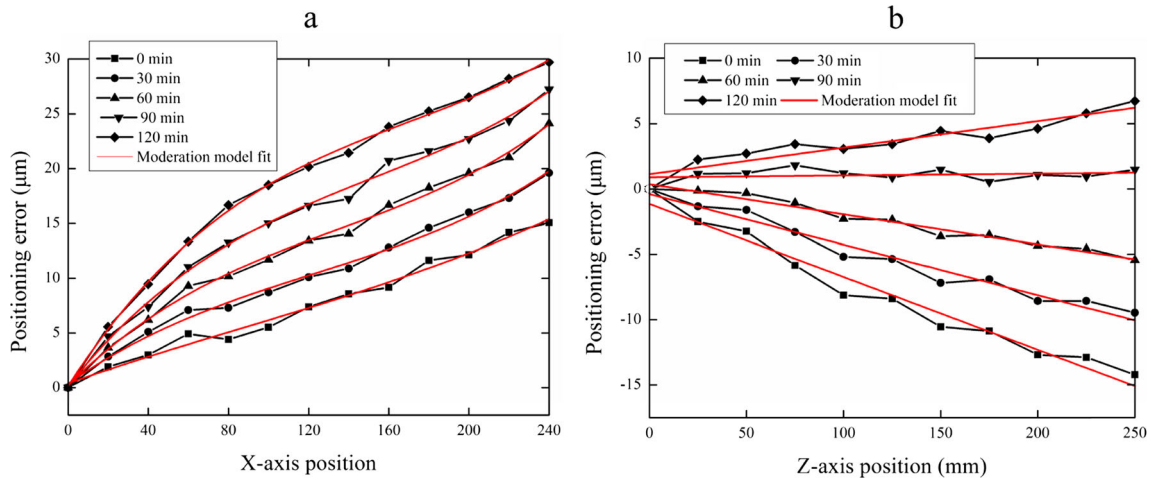 a
0 min
30 min
60 min
90 min
120 min
Moderation model fit
30
25
20
15
10
5
0
0 40 80 120 160 200 240
Positioning error (μm)
X-axis position
b
0 min 30 min
60 min 90 min
120 min Moderation model fit
10
5
0
-5
-10
-15
0 50 100 150 200 250
Positioning error (μm)
Z-axis position (mm)